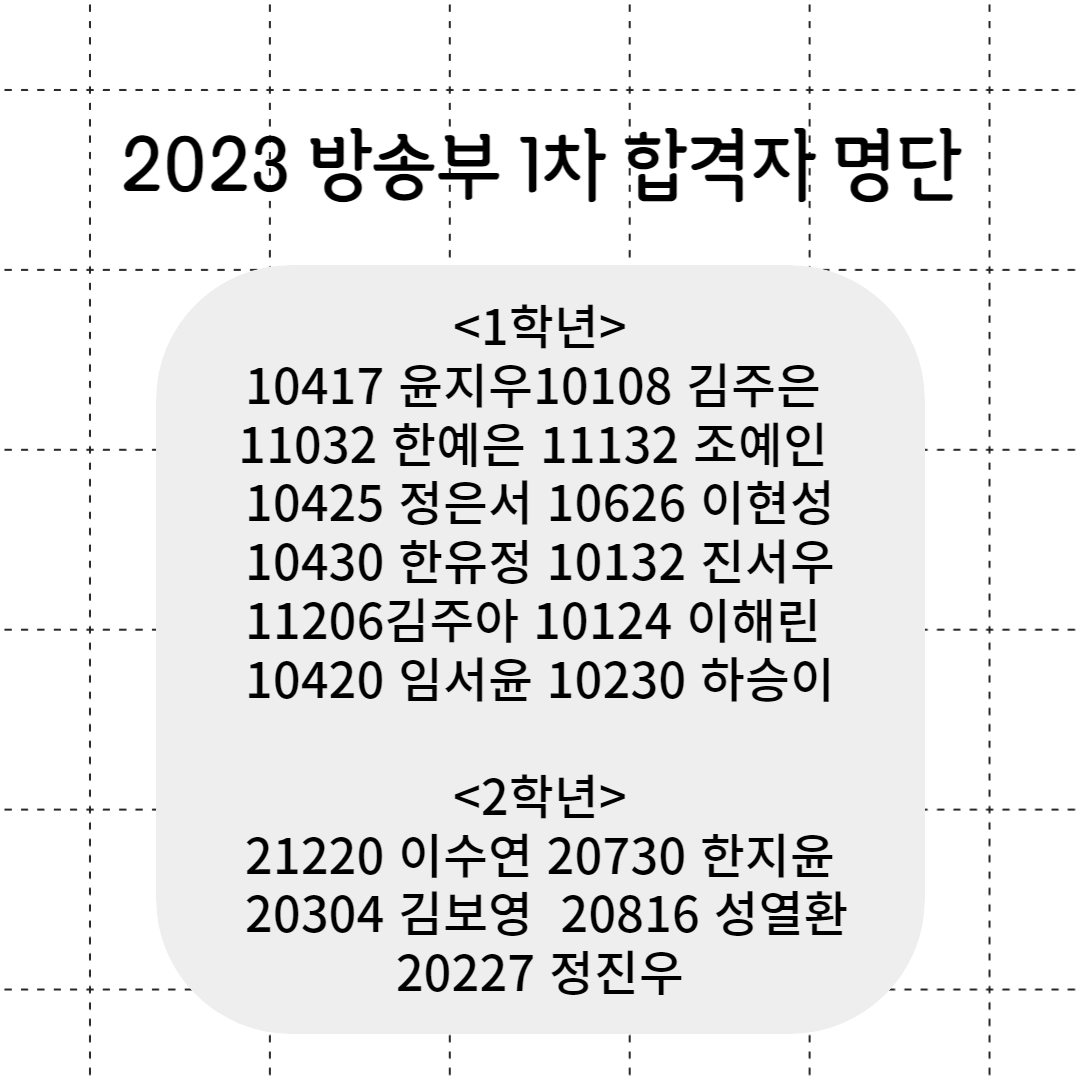 2023 방송부 1차 합격자 명단
<1학년>
10417 윤지우10108 김주은
11032 한예은 11132 조예인
10425 정은서 10626 이현성
10430 한유정 10132 진서우
11206김주아 10124 이해린
10420 임서윤 10230 하승이
<2학년>
21220 이수연 20730 한지윤
20304 김보영  20816 성열환
20227 정진우